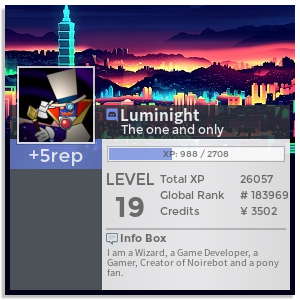 Luminight
The one and only
+5rep
XP: 988 / 2708
LEVEL
19
Total XP 26057
Global Rank # 183969
Credits ¥ 3502
Info Box
I am a Wizard, a Game Developer, a
Gamer, Creator of Noirebot and a pony
fan.